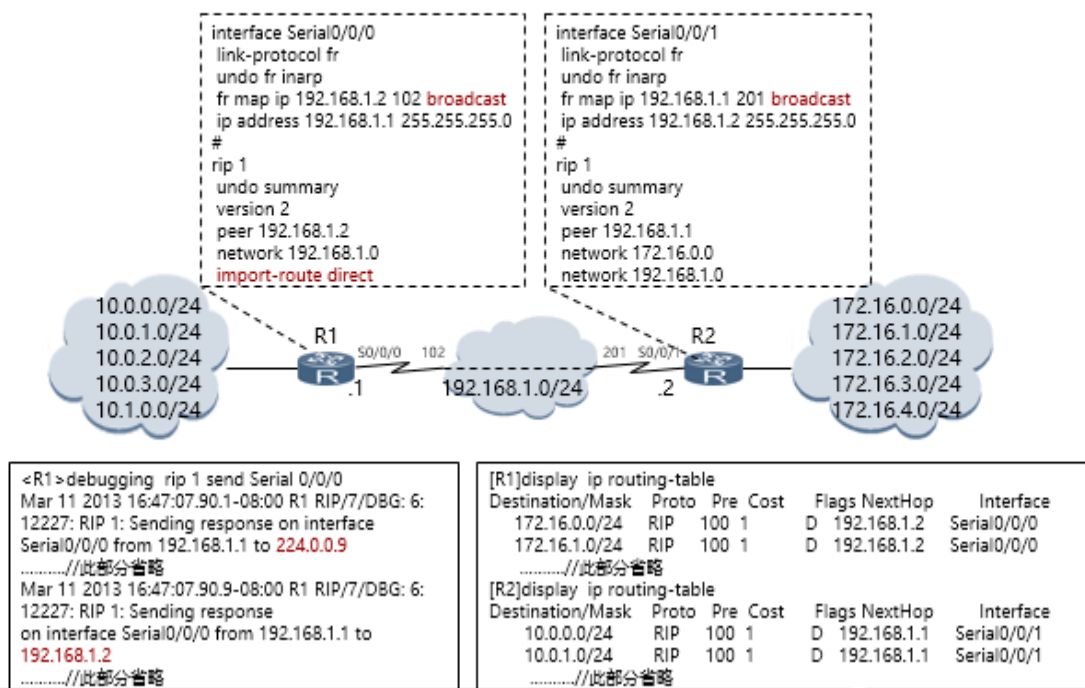 interface Serial0/0/0
link-protocol fr
undo fr inarp
fr map ip 192.168.1.2 102 broadcast
ip address 192.168.1.1 255.255.255.0
#
rip 1
undo summary
version 2
peer 192.168.1.2
network 192.168.1.0
import-route direct
interface Serial0/0/1
link-protocol fr
undo fr inarp
fr map ip 192.168.1.1 201 broadcast
ip address 192.168.1.2 255.255.255.0
#
rip 1
undo summary
version 2
peer 192.168.1.1
network 172.16.0.0
network 192.168.1.0
10.0.0.0/24
10.0.1.0/24
10.0.2.0/24
10.0.3.0/24
10.1.0.0/24
R1
R
S0/0/0
.1
102
192.168.1.0/24
201
S0/0/1
.2
R2
R
172.16.0.0/24
172.16.1.0/24
172.16.2.0/24
172.16.3.0/24
172.16.4.0/24
<R1>debugging rip 1 send Serial 0/0/0
Mar 11 2013 16:47:07.90.1-08:00 R1 RIP/7/DBG: 6:
12227: RIP 1: Sending response on interface
Serial0/0/0 from 192.168.1.1 to 224.0.0.9
..........//此部分省略
Mar 11 2013 16:47:07.90.9-08:00 R1 RIP/7/DBG: 6:
12227: RIP 1: Sending response
on interface Serial0/0/0 from 192.168.1.1 to
192.168.1.2
..........//此部分省略
[R1]display ip routing-table
Destination/Mask Proto Pre Cost Flags NextHop Interface
172.16.0.0/24 RIP 100 1 D 192.168.1.2 Serial0/0/0
172.16.1.0/24 RIP 100 1 D 192.168.1.2 Serial0/0/0
..........//此部分省略
[R2]display ip routing-table
Destination/Mask Proto Pre Cost Flags NextHop Interface
10.0.0.0/24 RIP 100 1 D 192.168.1.1 Serial0/0/1
10.0.1.0/24 RIP 100 1 D 192.168.1.1 Serial0/0/1
..........//此部分省略